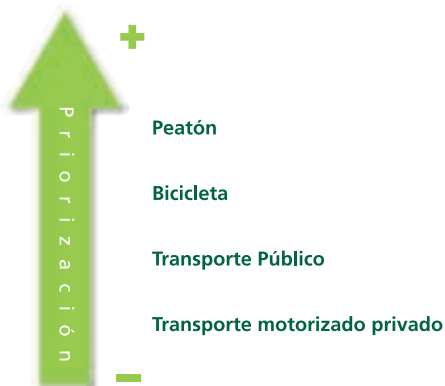 +
Priorización
Peatón
Bicicleta
Transporte Público
Transporte motorizado privado
−